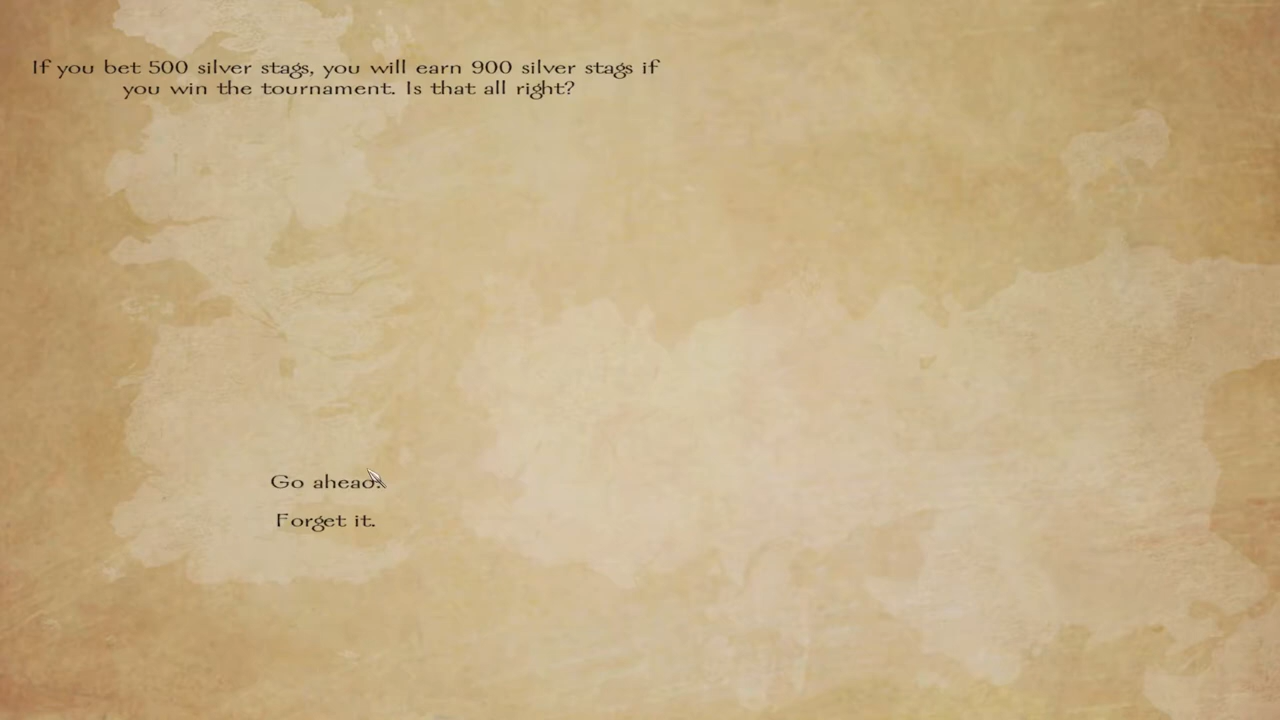 If you bet 500 silver stags, you will earn 900 silver stags if
you win the tournament. Is that all right?
Go ahead.
Forget it.